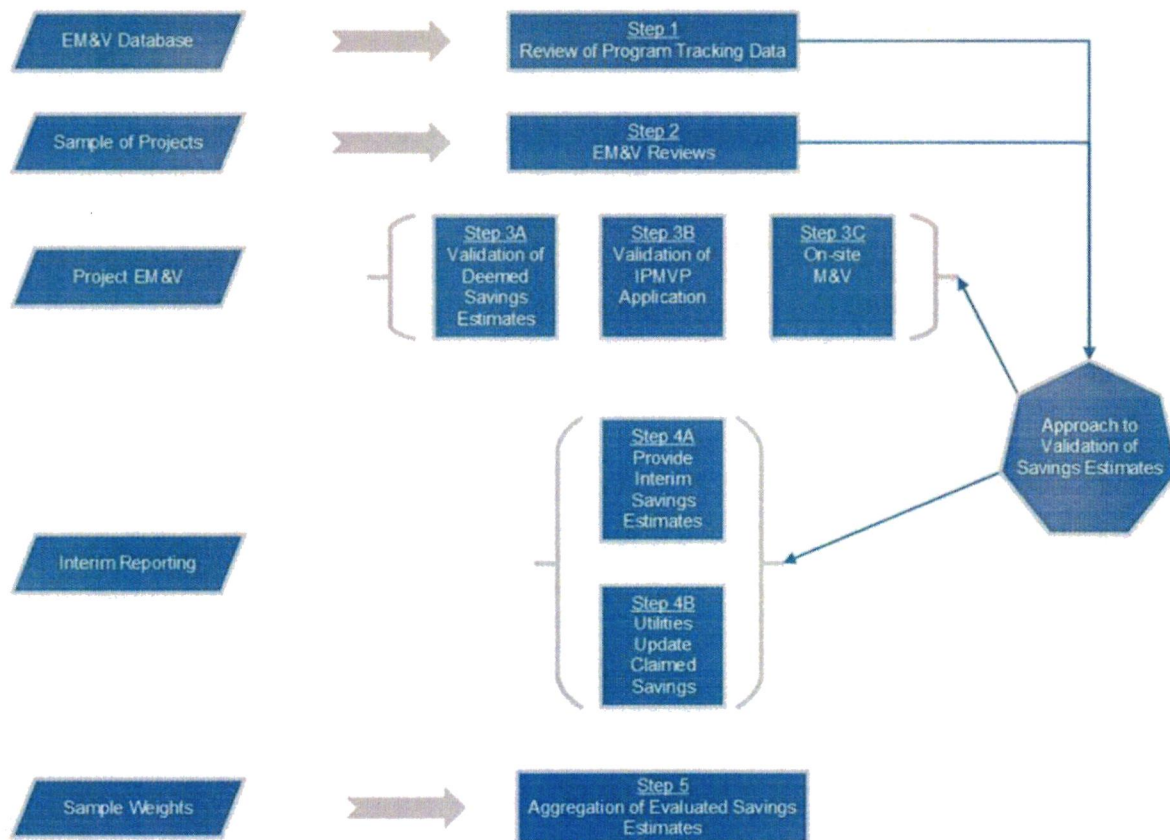 EM&V Database
Step 1
Review of Program Tracking Data
Sample of Projects
Step 2
EM&V Reviews
Project EM&V
Step 3A
Validation of
Deemed
Savings
Estimates
Step 3B
Validation of
IPMVP
Application
Step 3C
On-site
M&V
Approach to
Validation of
Savings Estimates
Interim Reporting
Step 4A
Provide
Interim
Savings
Estimates
Step 4B
Utilities
Update
Claimed
Savings
Sample Weights
Step 5
Aggregation of Evaluated Savings
Estimates